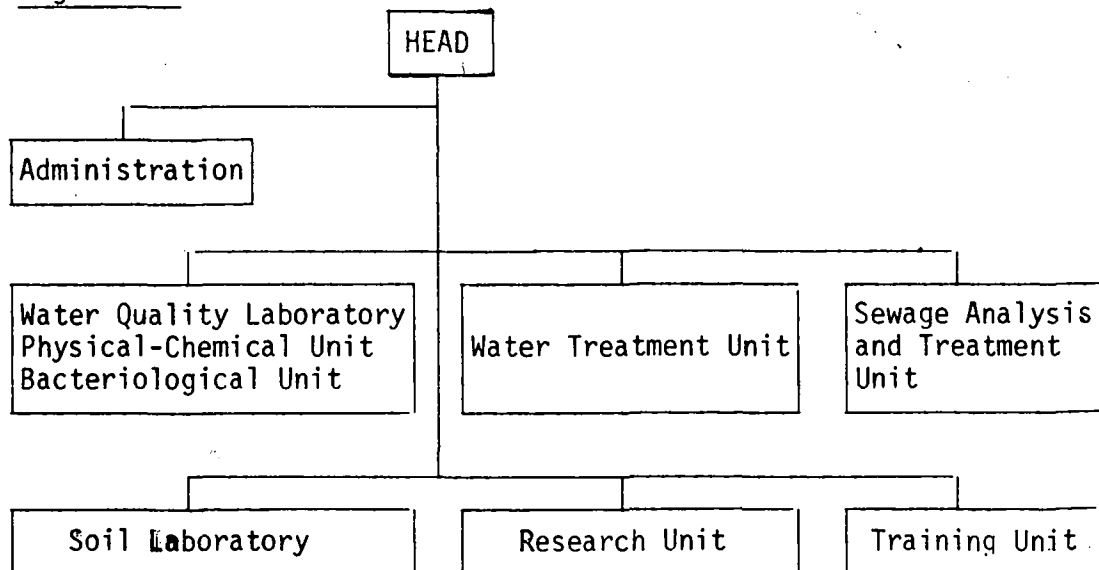 HEAD
Administration
Water Quality Laboratory
Physical-Chemical Unit
Bacteriological Unit
Water Treatment Unit
Sewage Analysis
and Treatment
Unit
Soil Laboratory
Research Unit
Training Unit